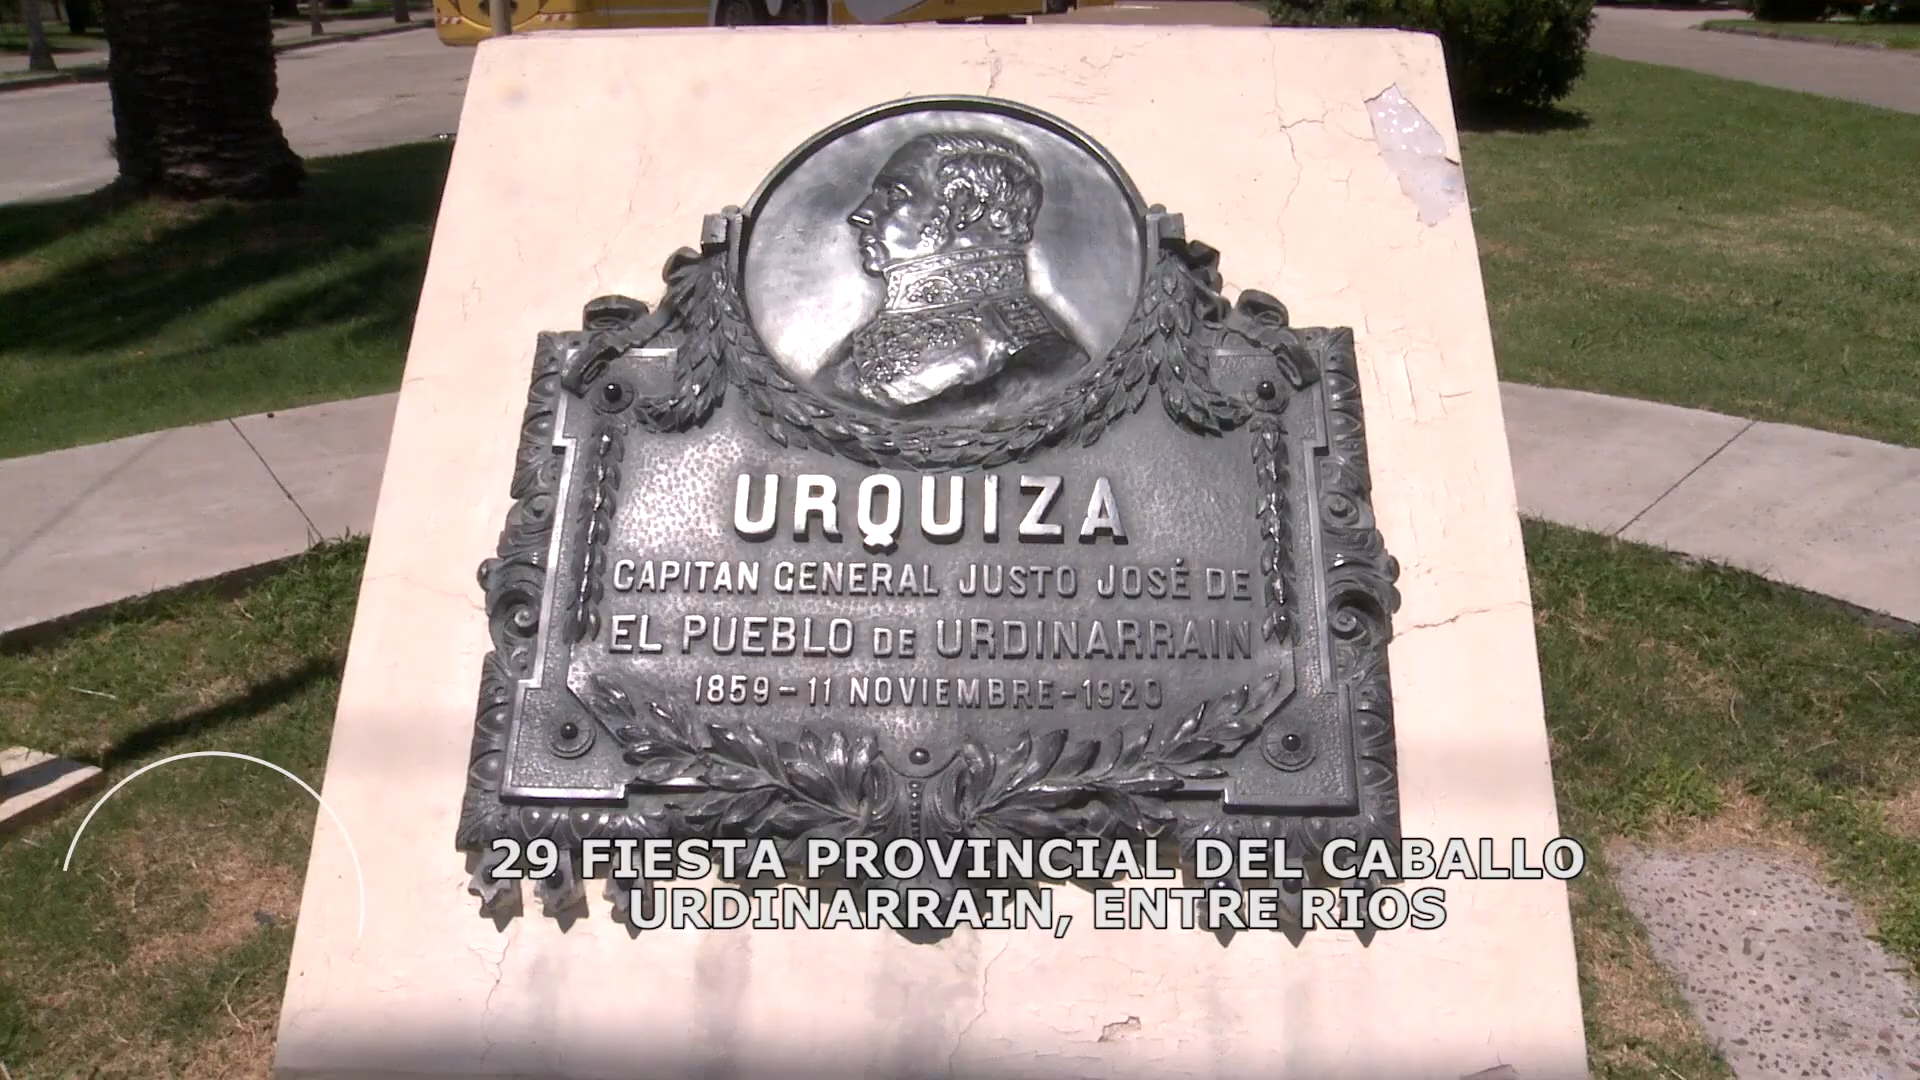 URQUIZA
CAPITAN GENERAL JUSTO JOSÉ DE
EL PUEBLO DE URDINARRAIN
1859-11 NOVIEMBRE-1920
29 FIESTA PROVINCIAL DEL CABALLO
URDINARRAIN, ENTRE RIOS